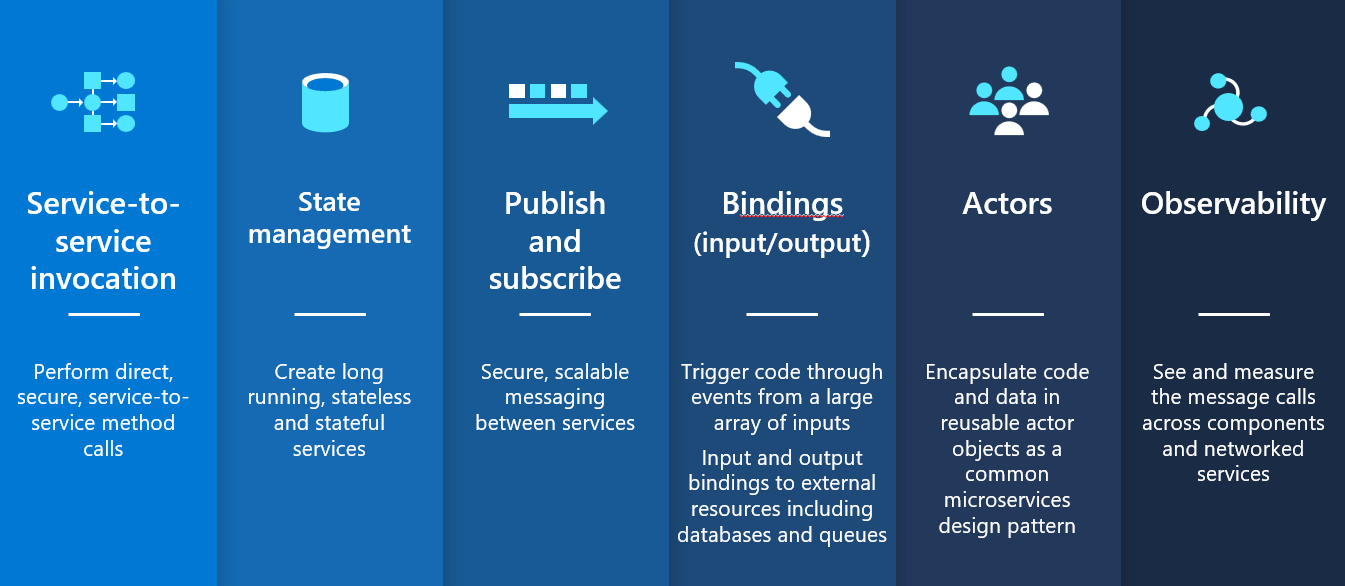 Service-to-
service
invocation
Perform direct,
secure, service-to-
service method
calls
State
management
Create long
running, stateless
and stateful
services
Publish
and
subscribe
Secure, scalable
messaging
between services
Bindings
(input/output)
Trigger code through
events from a large
array of inputs
Input and output
bindings to external
resources including
databases and queues
Actors
Encapsulate code
and data in
reusable actor
objects as a
common
microservices
design pattern
Observability
See and measure
the message calls
across components
and networked
services